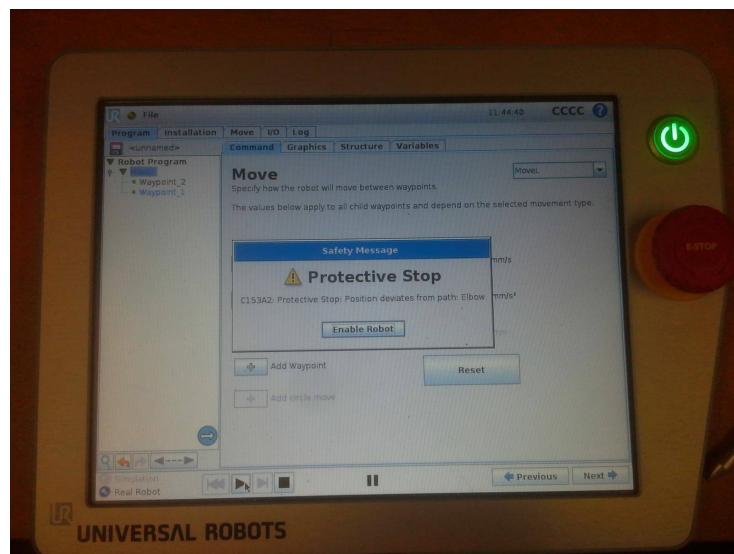 UR File 11:44:40 CCCC ?
Program Installation Move I/O Log
<unnamed> Command Graphics Structure Variables
Robot Program
Waypoint_2
Waypoint_1
Move
MoveL
Specify how the robot will move between waypoints.
The values below apply to all child waypoints and depend on the selected movement type.
mm/s
mm/s²
Safety Message
Protective Stop
C153A2: Protective Stop: Position deviates from path: Elbow
Enable Robot
Add Waypoint
Reset
Add circle move
Simulation
Real Robot
Previous Next
E-STOP
UR
UNIVERSAL ROBOTS